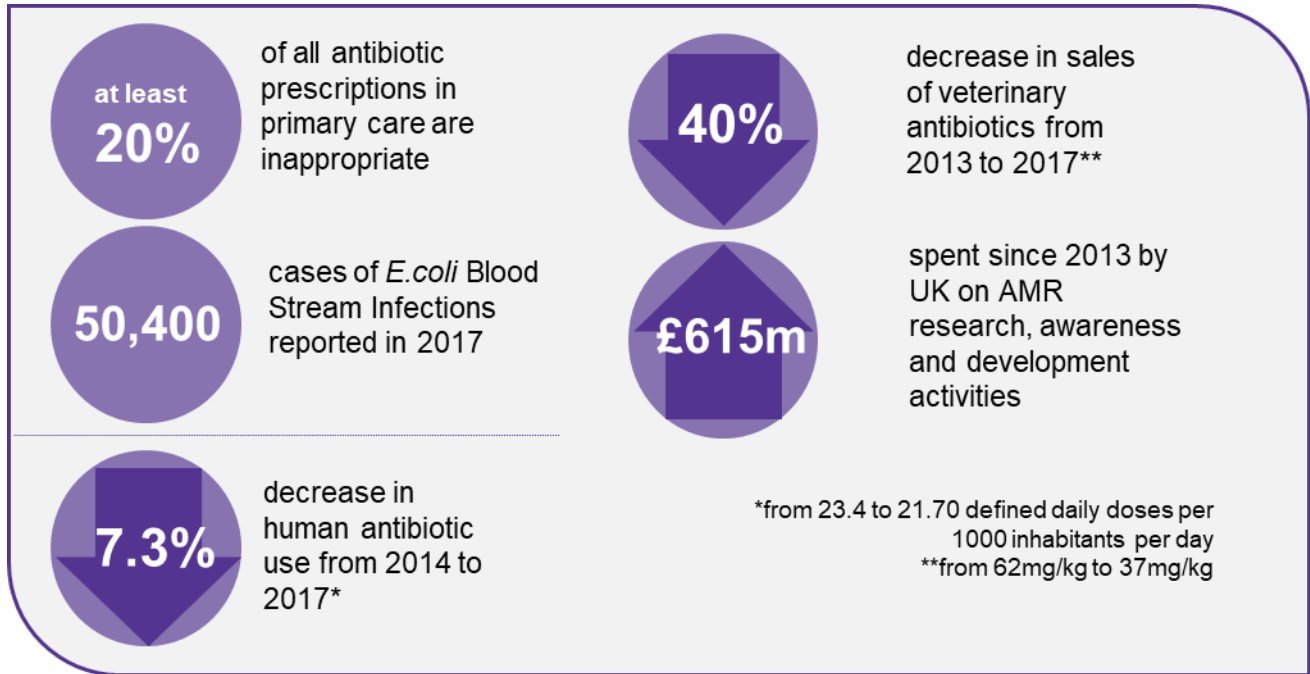 at least
20%
of all antibiotic
prescriptions in
primary care are
inappropriate
50,400
cases of E.coli Blood
Stream Infections
reported in 2017
7.3%
decrease in
human antibiotic
use from 2014 to
2017*
40%
decrease in sales
of veterinary
antibiotics from
2013 to 2017**
£615m
spent since 2013 by
UK on AMR
research, awareness
and development
activities
*from 23.4 to 21.70 defined daily doses per
1000 inhabitants per day
**from 62mg/kg to 37mg/kg